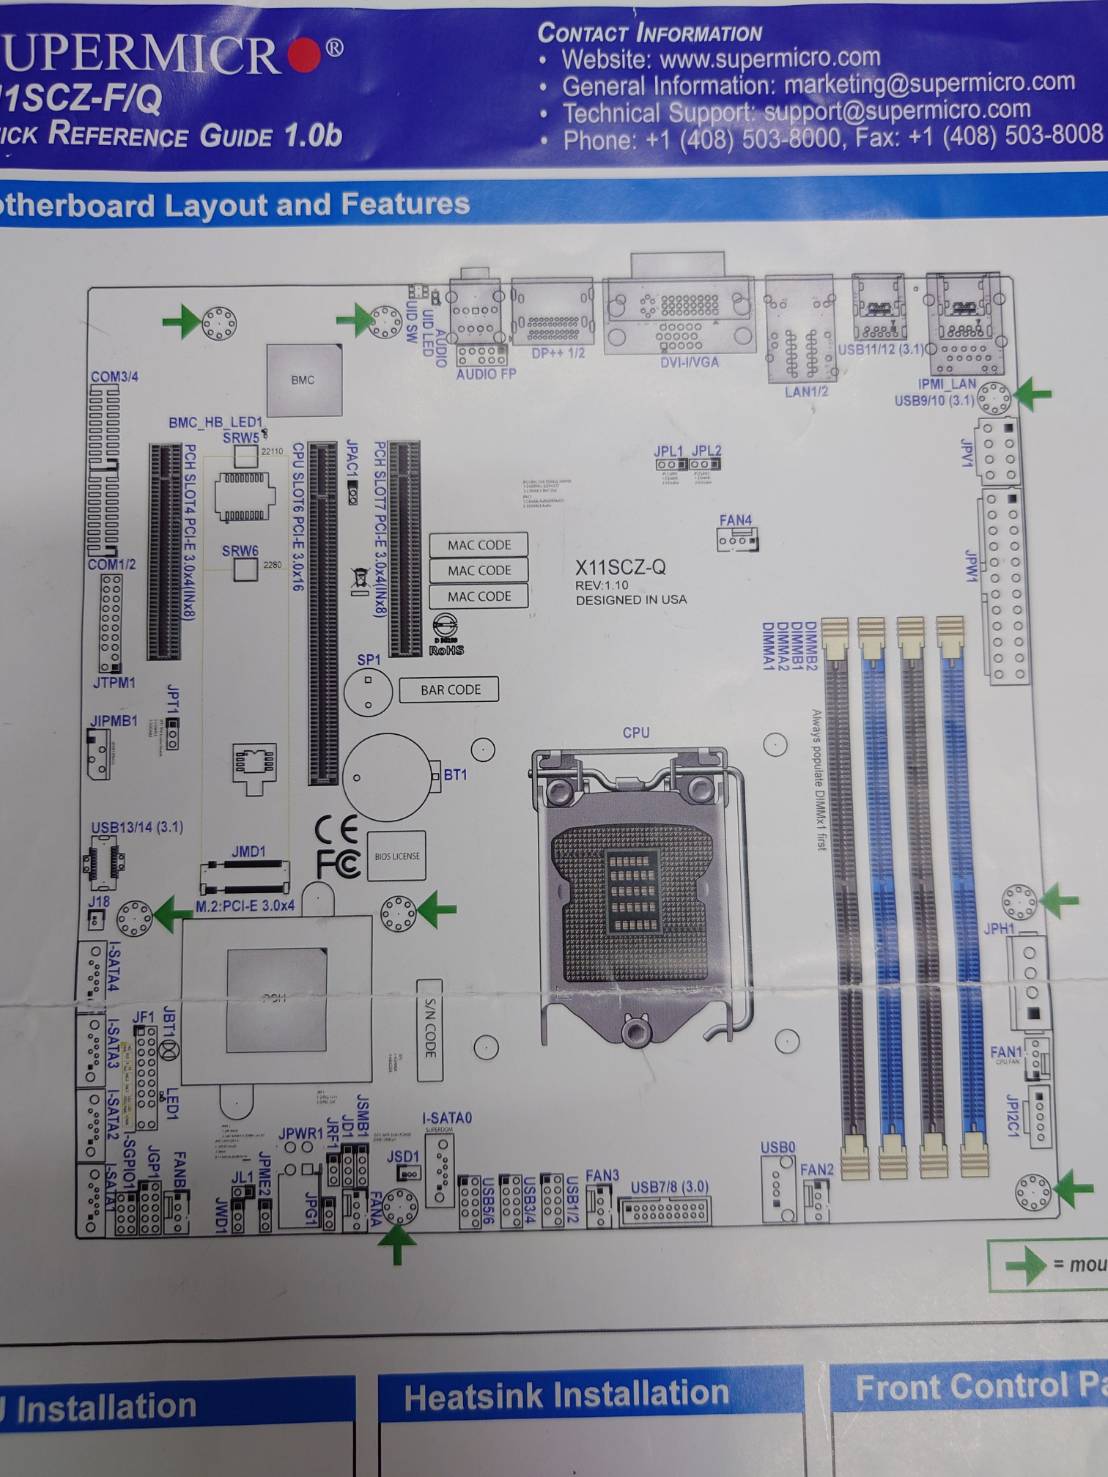 UPERMICR ®
11SCZ-F/Q
ICK REFERENCE GUIDE 1.0b
CONTACT INFORMATION
• Website: www.supermicro.com
• General Information: marketing@supermicro.com
• Technical Support: support@supermicro.com
• Phone: +1 (408) 503-8000, Fax: +1 (408) 503-8008
otherboard Layout and Features
UID SW
UID LED
AUDIO
AUDIO FP
DP++ 1/2
DVI-I/VGA
LAN1/2
USB11/12 (3.1)
IPMI_LAN
USB9/10 (3.1)
COM3/4
BMC
BMC_HB_LED1
SRW5
22110
PCH SLOT4 PCI-E 3.0x4(INx8)
CPU SLOT6 PCI-E 3.0x16
JPAC1
PCH SLOT7 PCI-E 3.0x4(INx8)
JPL1 JPL2
JPV1
FAN4
JPW1
SRW6
2280
COM1/2
MAC CODE
MAC CODE
MAC CODE
X11SCZ-Q
REV:1.10
DESIGNED IN USA
RoHS
DIMMA1
DIMMA2
DIMMB1
DIMMB2
Always populate DIMMx1 first
JTPM1
SP1
BAR CODE
JPT1
JIPMB1
CPU
BT1
USB13/14 (3.1)
CE
FC
BIOS LICENSE
JMD1
M.2:PCI-E 3.0x4
J18
JPH1
I-SATA4
PCH
S/N CODE
I-SATA3
JF1
JBT1
LED1
FAN1
CPU FAN
JPI2C1
I-SATA2
I-SATA1
I-SGPIO1
JGP1
FANB
JL1
JWD1
JPME2
JPWR1
JPG1
JRF1
JD1
JSMB1
FANA
JSD1
I-SATA0
SUPERDOM
USB5/6
USB3/4
USB1/2
FAN3
USB7/8 (3.0)
USB0
FAN2
= mou
U Installation
Heatsink Installation
Front Control Pa